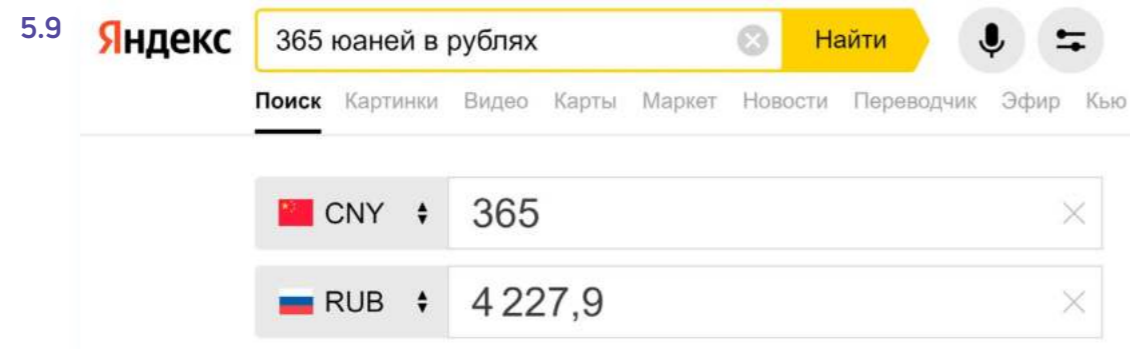 5.9
Яндекс 365 юаней в рублях Найти
Поиск Картинки Видео Карты Маркет Новости Переводчик Эфир Кью
CNY 365
RUB 4 227,9